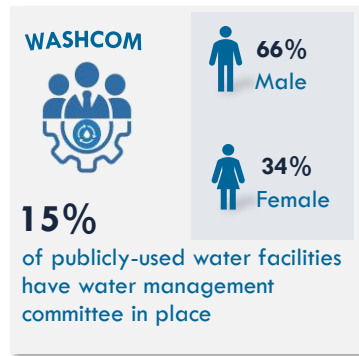 WASHCOM
66%
Male
34%
Female
15%
of publicly-used water facilities
have water management
committee in place